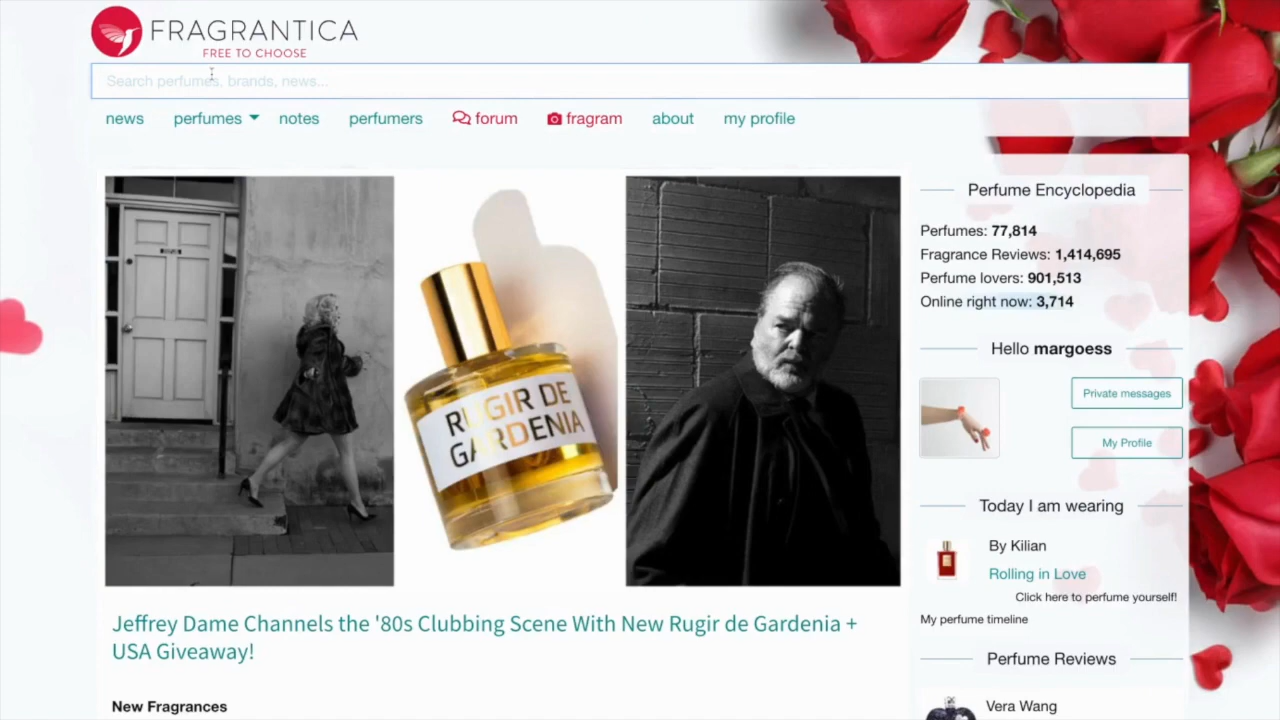 FRAGRANTICA
FREE TO CHOOSE
Search perfumes, brands, news...
news perfumes notes perfumers forum fragram about my profile
RUGIR DE
GARDENIA
Jeffrey Dame Channels the '80s Clubbing Scene With New Rugir de Gardenia +
USA Giveaway!
New Fragrances
Perfume Encyclopedia
Perfumes: 77,814
Fragrance Reviews: 1,414,695
Perfume lovers: 901,513
Online right now: 3,714
Hello margoess
Private messages
My Profile
Today I am wearing
By Kilian
Rolling in Love
Click here to perfume yourself!
My perfume timeline
Perfume Reviews
Vera Wang